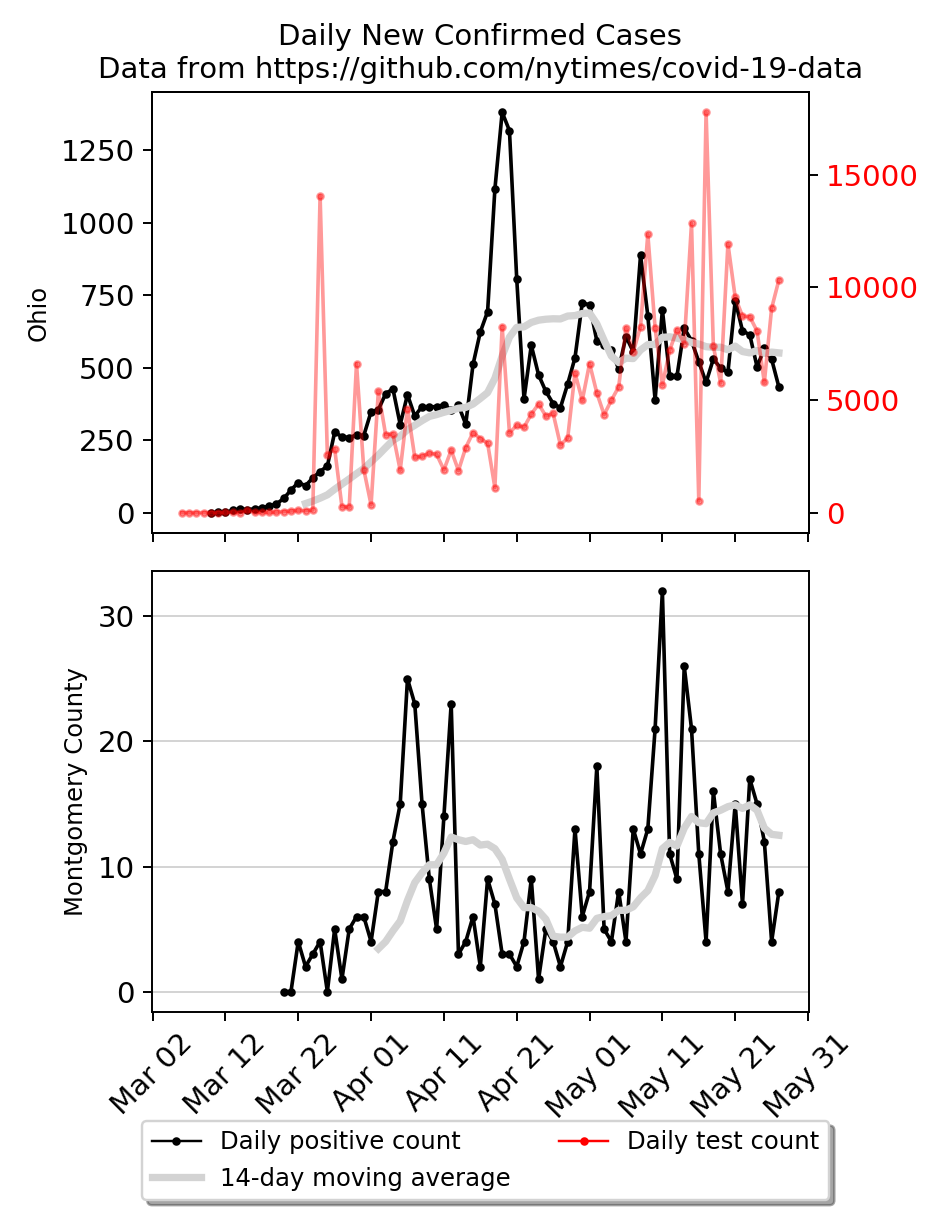 Daily New Confirmed Cases
Data from https://github.com/nytimes/covid-19-data
Ohio
1250
1000
750
500
250
0
15000
10000
5000
0
Montgomery County
30
20
10
0
Mar 02
Mar 12
Mar 22
Apr 01
Apr 11
Apr 21
May 01
May 11
May 21
May 31
Daily positive count
14-day moving average
Daily test count